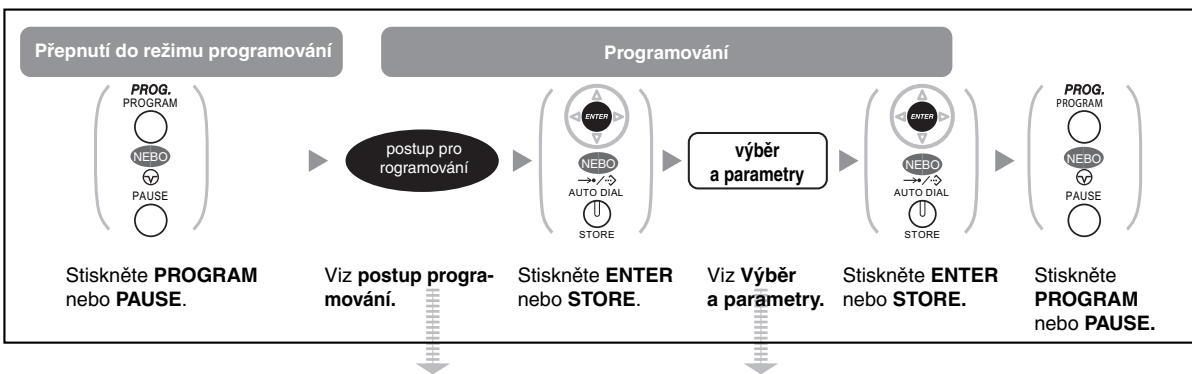 Přepnutí do režimu programování
Programování
PROG.
PROGRAM
NEBO
PAUSE
postup pro
rogramování
ENTER
NEBO
AUTO DIAL
STORE
výběr
a parametry
ENTER
NEBO
AUTO DIAL
STORE
PROG.
PROGRAM
NEBO
PAUSE
Stiskněte PROGRAM
nebo PAUSE.
Viz postup progra-
mování.
Stiskněte ENTER
nebo STORE.
Viz Výběr
a parametry.
Stiskněte ENTER
nebo STORE.
Stiskněte
PROGRAM
nebo PAUSE.